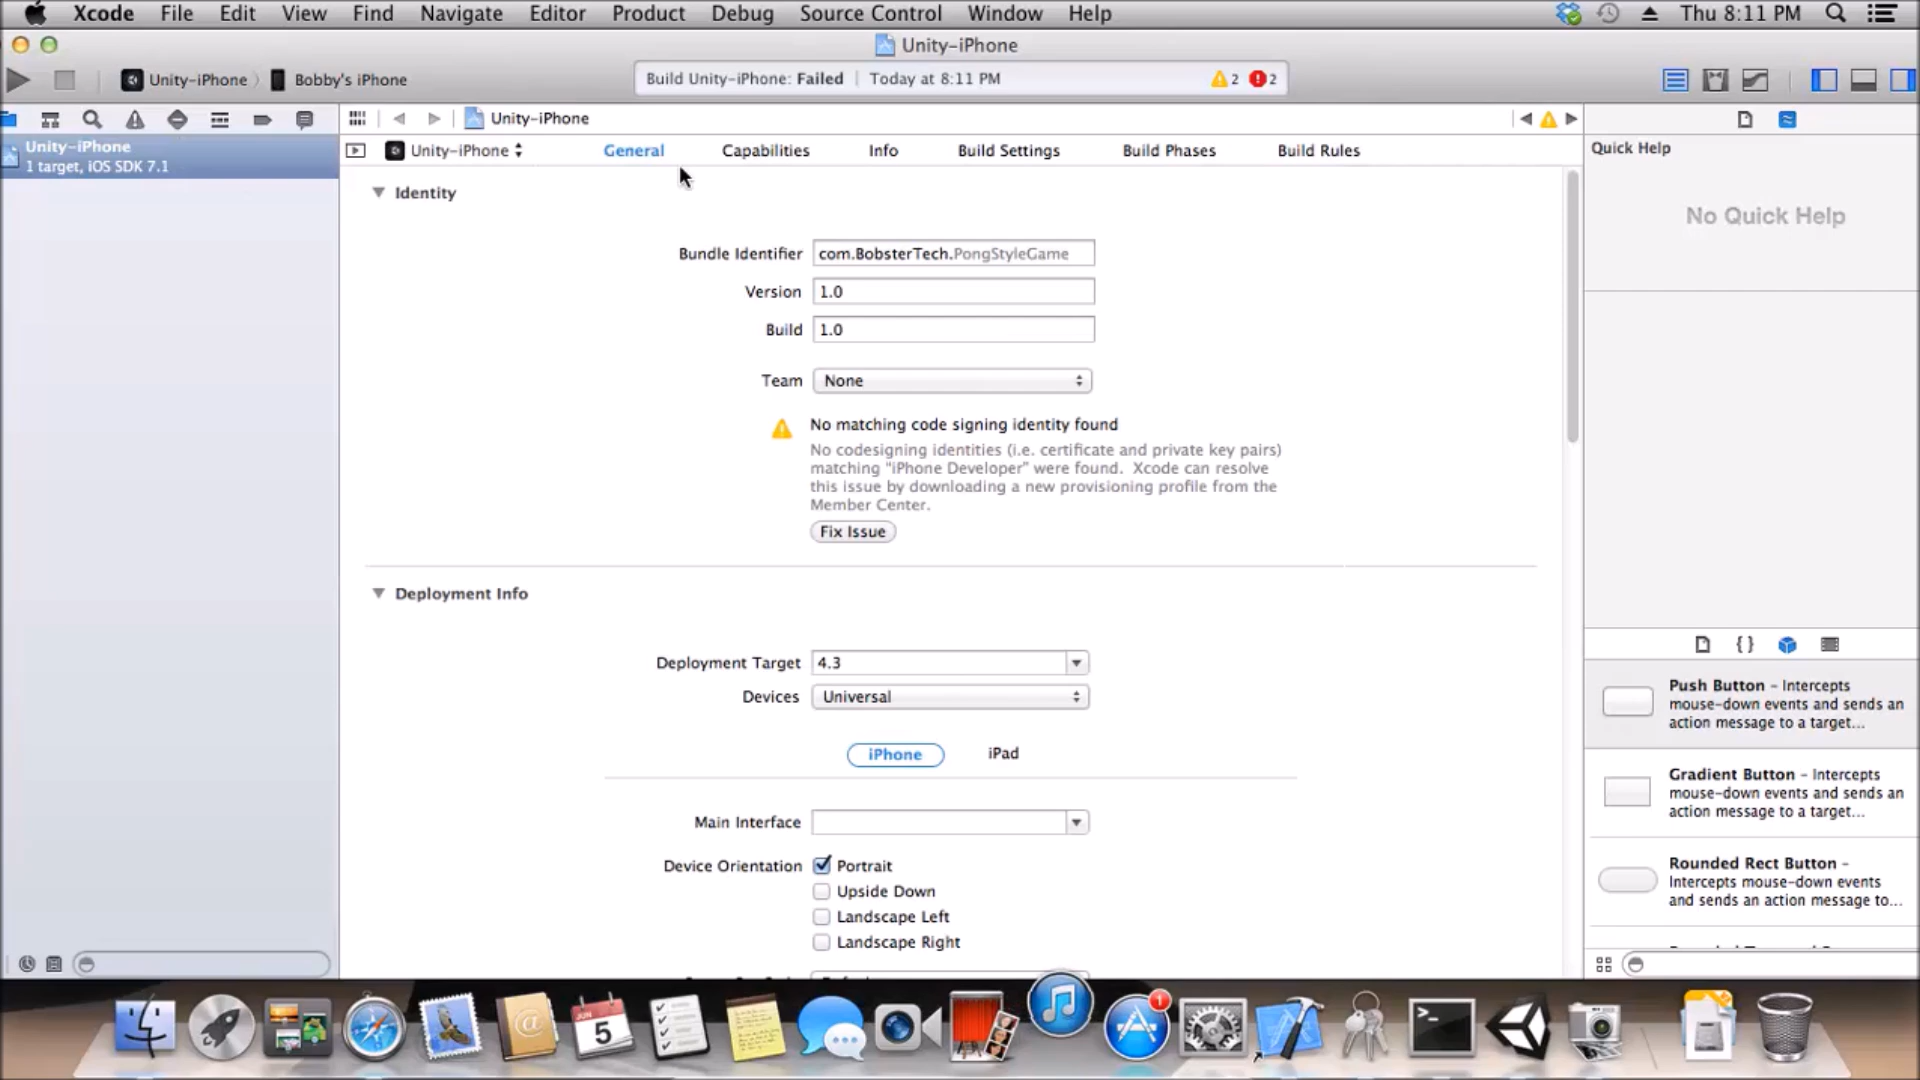 Xcode File Edit View Find Navigate Editor Product Debug Source Control Window Help Thu 8:11 PM
Unity-iPhone
Unity-iPhone Bobby's iPhone
Build Unity-iPhone: Failed Today at 8:11 PM 2 2
Unity-iPhone
1 target, iOS SDK 7.1
Unity-iPhone
Unity-iPhone General Capabilities Info Build Settings Build Phases Build Rules
Identity
Bundle Identifier com.BobsterTech.PongStyleGame
Version 1.0
Build 1.0
Team None
No matching code signing identity found
No codesigning identities (i.e. certificate and private key pairs)
matching "iPhone Developer" were found. Xcode can resolve
this issue by downloading a new provisioning profile from the
Member Center.
Fix Issue
Deployment Info
Deployment Target 4.3
Devices Universal
iPhone iPad
Main Interface
Device Orientation Portrait
Upside Down
Landscape Left
Landscape Right
Quick Help
No Quick Help
{ }
Push Button - Intercepts
mouse-down events and sends an
action message to a target...
Gradient Button - Intercepts
mouse-down events and sends an
action message to a target...
Rounded Rect Button -
Intercepts mouse-down events
and sends an action message to...
JUN
5
1